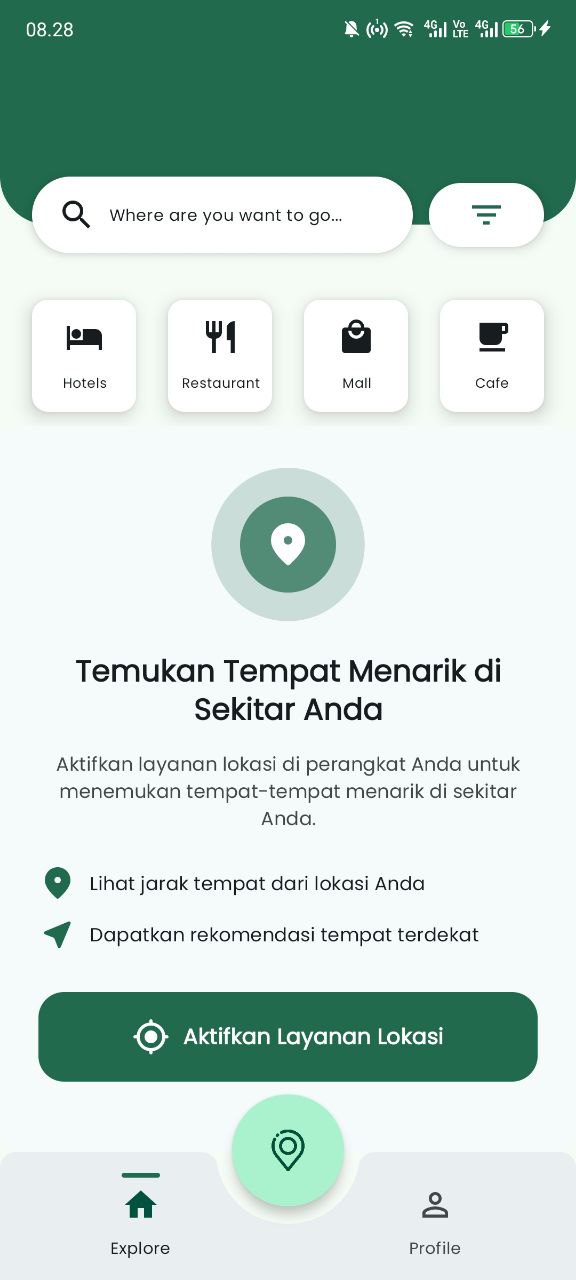 08.28
1 4G Vo LTE 4G 56
Where are you want to go...
Hotels
Restaurant
Mall
Cafe
Temukan Tempat Menarik di
Sekitar Anda
Aktifkan layanan lokasi di perangkat Anda untuk
menemukan tempat-tempat menarik di sekitar
Anda.
Lihat jarak tempat dari lokasi Anda
Dapatkan rekomendasi tempat terdekat
Aktifkan Layanan Lokasi
Explore
Profile